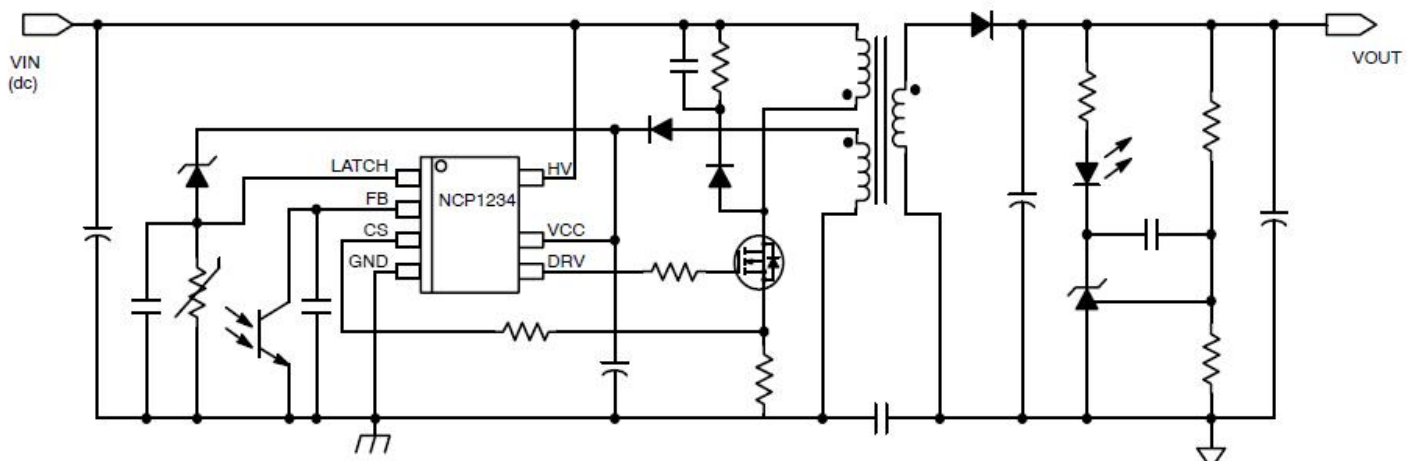 VIN
(dc)
VOUT
LATCH
HV
FB
NCP1234
CS
VCC
GND
DRV